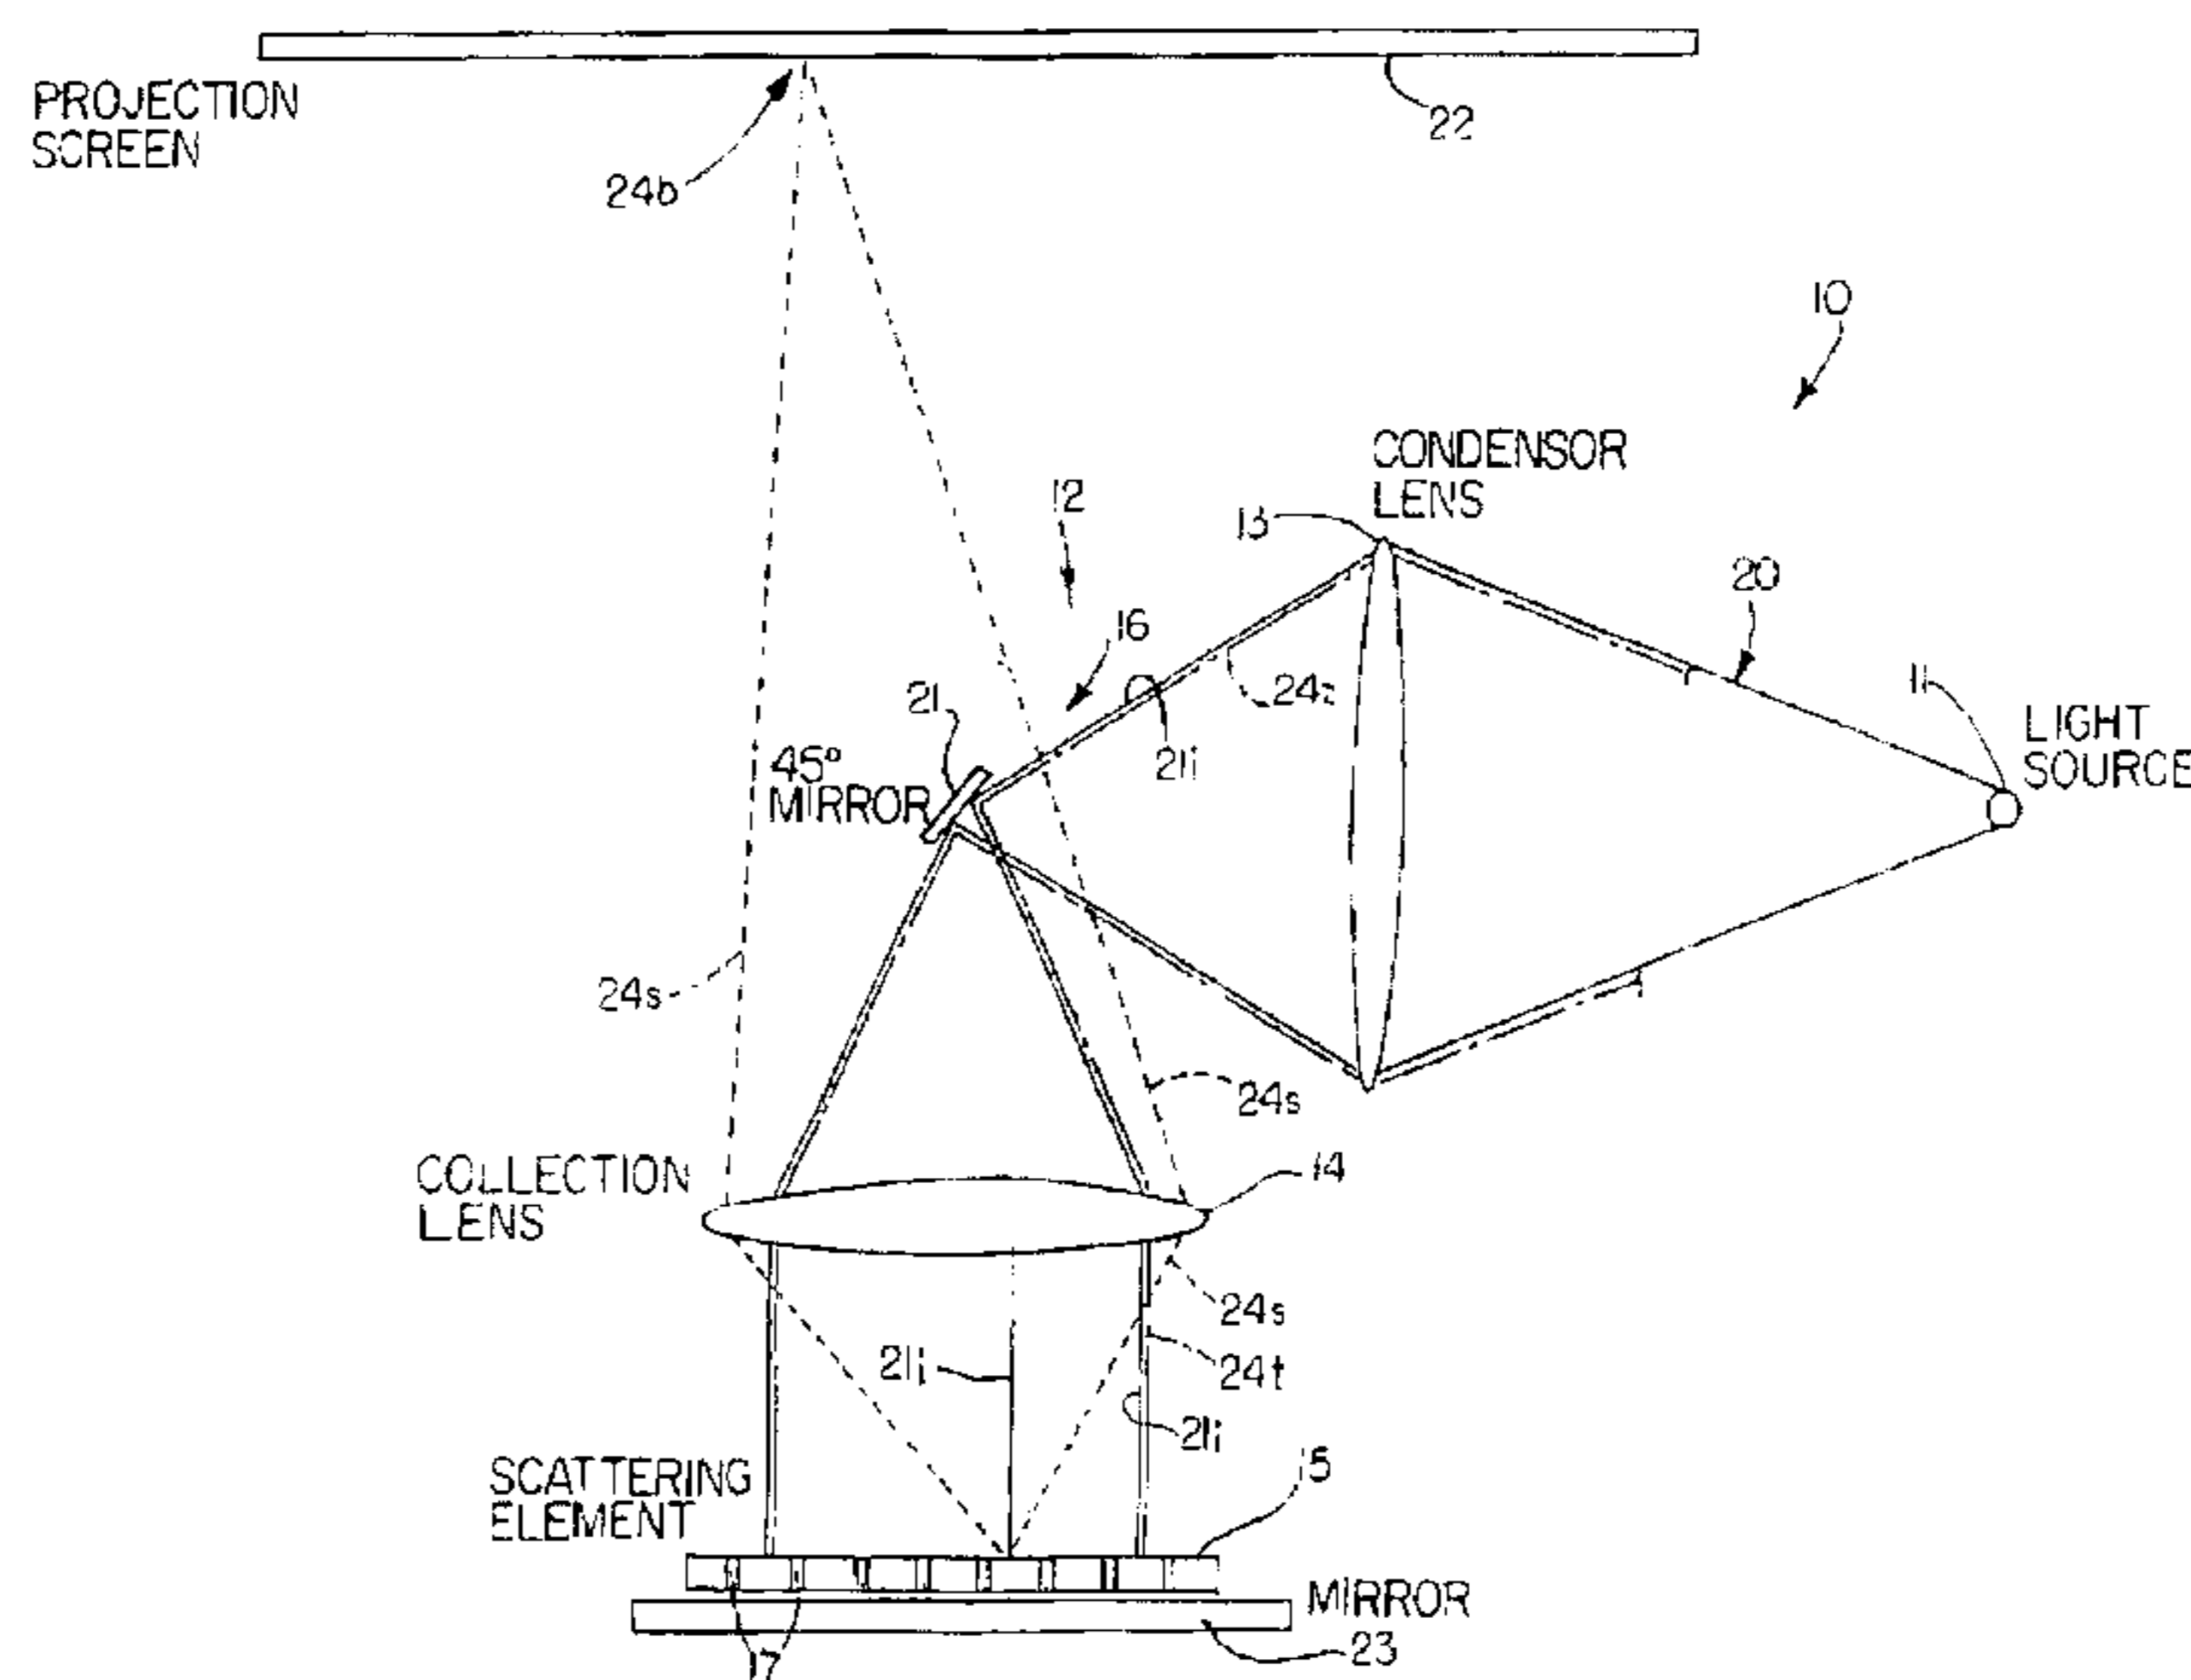 PROJECTION
SCREEN
22
24b
10
CONDENSOR
LENS
12
13
20
16
11
LIGHT
SOURCE
21
21i
45°
MIRROR
24s
24s
COLLECTION
LENS
14
24s
21i
24t
21i
SCATTERING
ELEMENT
15
MIRROR
17
23